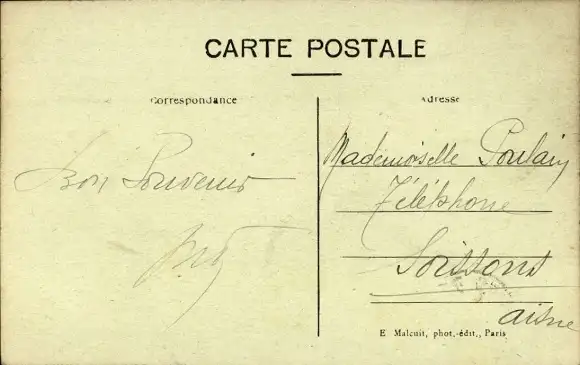 CARTE POSTALE
Correspondance
Adresse
Bon Souvenir
Mademoiselle Poulain
Téléphone
Soissons
Aisne
E Malcuit, phot.-édit., Paris